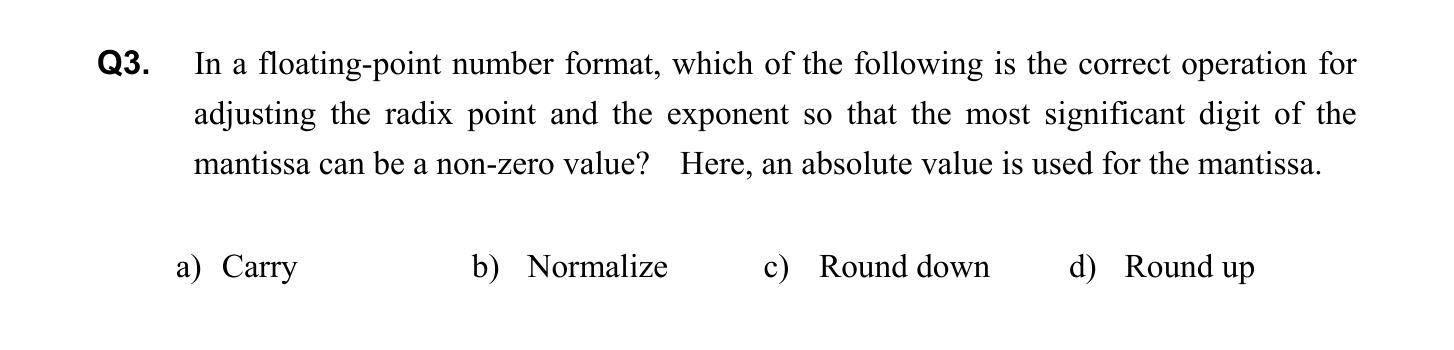 Q3. In a floating-point number format, which of the following is the correct operation for
adjusting the radix point and the exponent so that the most significant digit of the
mantissa can be a non-zero value? Here, an absolute value is used for the mantissa.
a) Carry b) Normalize c) Round down d) Round up